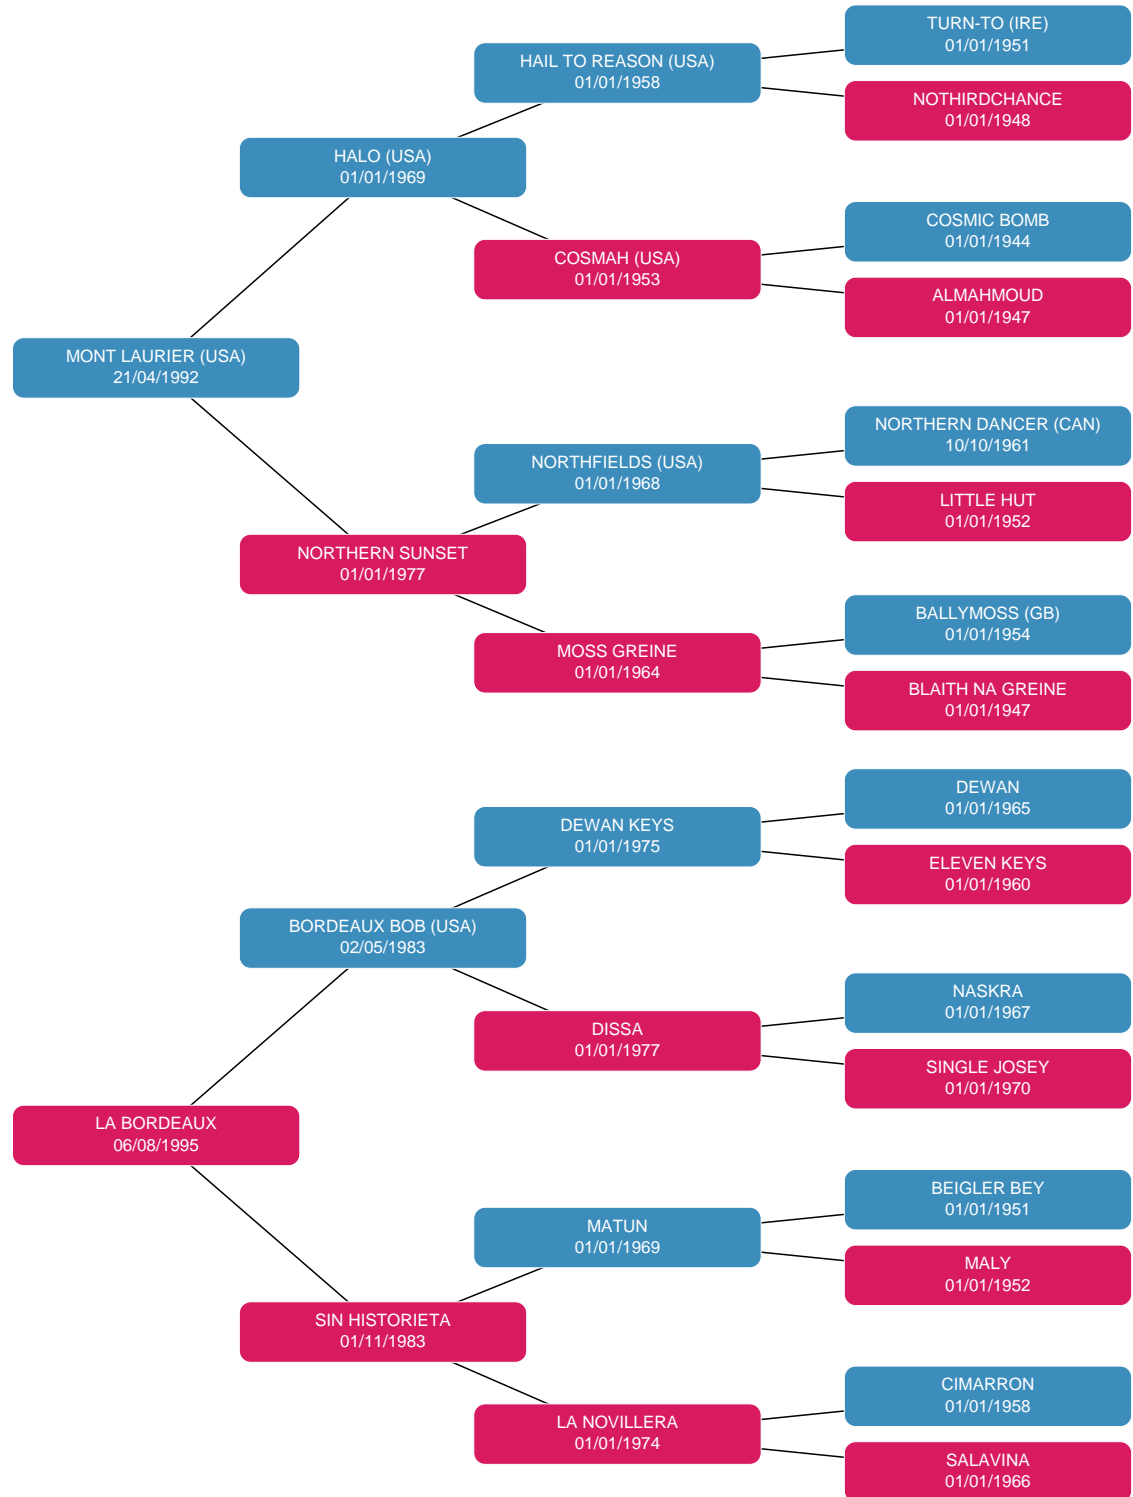 TURN-TO (IRE)
01/01/1951
HAIL TO REASON (USA)
01/01/1958
NOTHIRDCHANCE
01/01/1948
HALO (USA)
01/01/1969
COSMIC BOMB
01/01/1944
COSMAH (USA)
01/01/1953
ALMAHMOUD
01/01/1947
MONT LAURIER (USA)
21/04/1992
NORTHERN DANCER (CAN)
10/10/1961
NORTHFIELDS (USA)
01/01/1968
LITTLE HUT
01/01/1952
NORTHERN SUNSET
01/01/1977
BALLYMOSS (GB)
01/01/1954
MOSS GREINE
01/01/1964
BLAITH NA GREINE
01/01/1947
DEWAN
01/01/1965
DEWAN KEYS
01/01/1975
ELEVEN KEYS
01/01/1960
BORDEAUX BOB (USA)
02/05/1983
NASKRA
01/01/1967
DISSA
01/01/1977
SINGLE JOSEY
01/01/1970
LA BORDEAUX
06/08/1995
BEIGLER BEY
01/01/1951
MATUN
01/01/1969
MALY
01/01/1952
SIN HISTORIETA
01/11/1983
CIMARRON
01/01/1958
LA NOVILLERA
01/01/1974
SALAVINA
01/01/1966